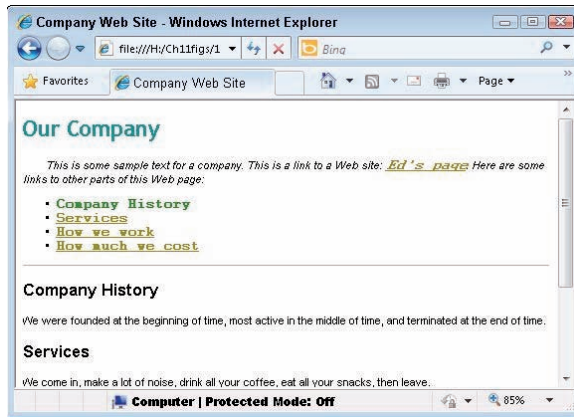 Company Web Site - Windows Internet Explorer
file:///H:/Ch11figs/1
Bing
Favorites
Company Web Site
Page
Our Company
This is some sample text for a company. This is a link to a Web site: Ed's page Here are some
links to other parts of this Web page:
Company History
Services
How we work
How much we cost
Company History
We were founded at the beginning of time, most active in the middle of time, and terminated at the end of time.
Services
We come in, make a lot of noise, drink all your coffee, eat all your snacks, then leave.
Computer | Protected Mode: Off
85%